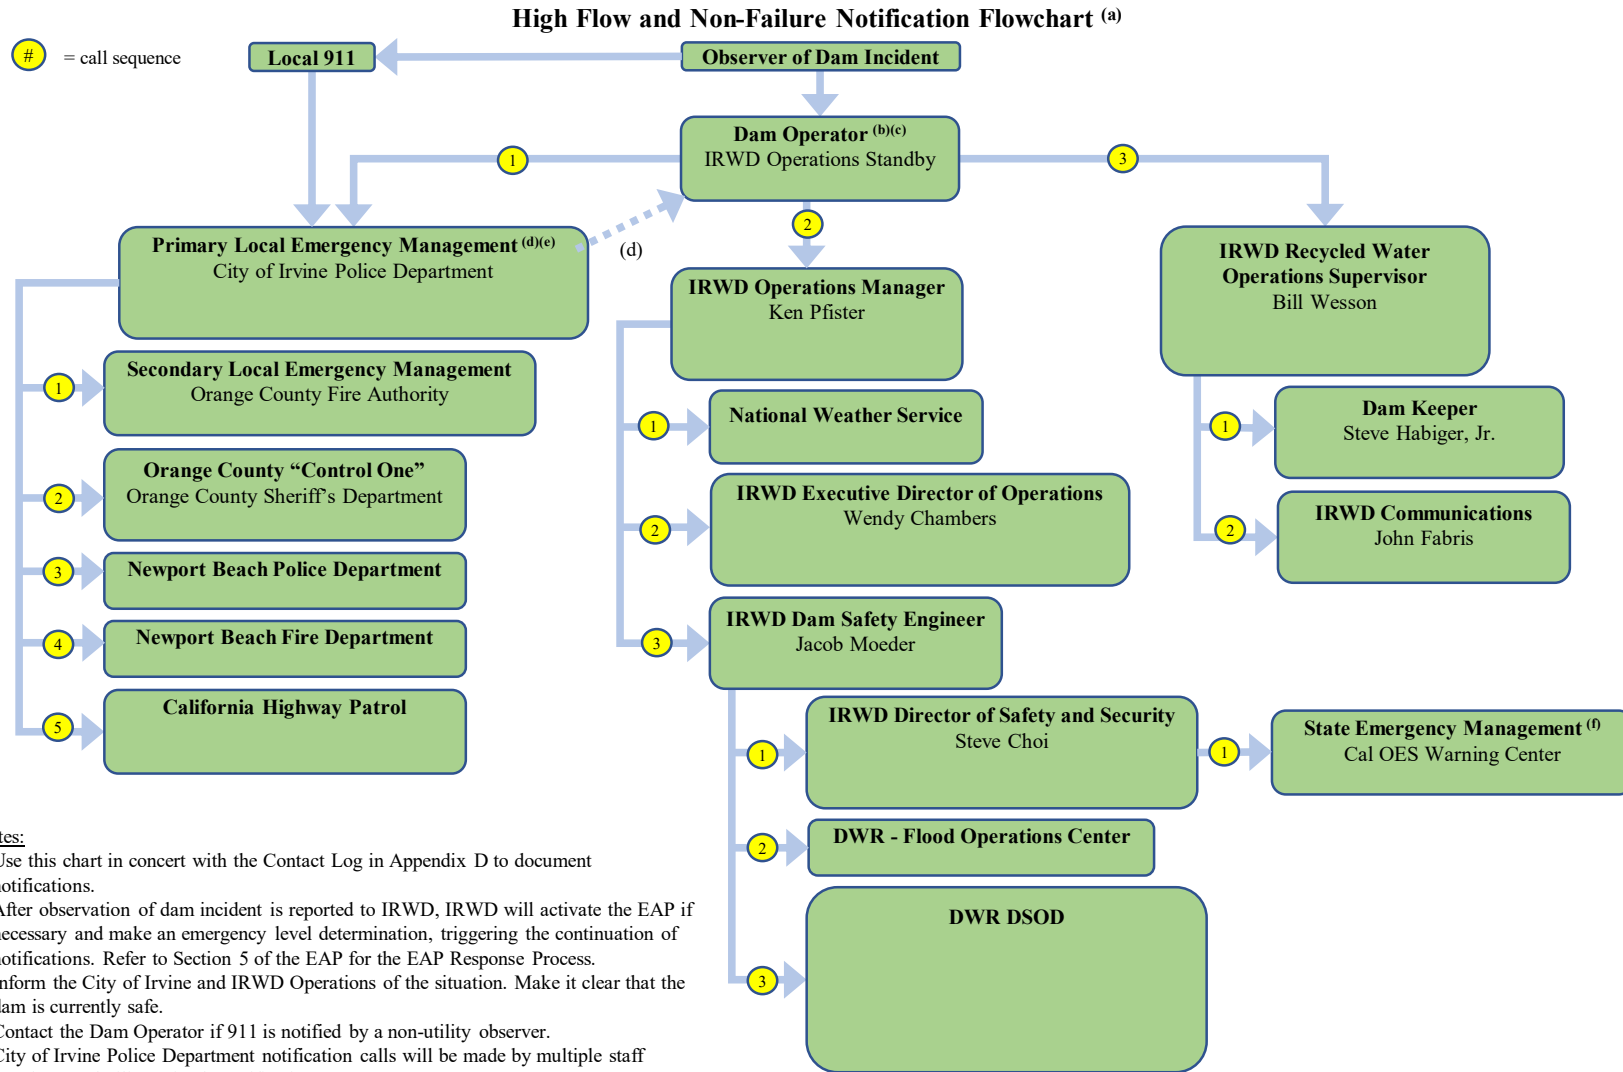 High Flow and Non-Failure Notification Flowchart (a)
# = call sequence
Local 911
Observer of Dam Incident
Dam Operator (b)(c)
IRWD Operations Standby
1
3
2
Primary Local Emergency Management (d)(e)
City of Irvine Police Department
(d)
IRWD Operations Manager
Ken Pfister
IRWD Recycled Water
Operations Supervisor
Bill Wesson
1
Secondary Local Emergency Management
Orange County Fire Authority
2
Orange County “Control One”
Orange County Sheriff’s Department
3
Newport Beach Police Department
4
Newport Beach Fire Department
5
California Highway Patrol
1
National Weather Service
2
IRWD Executive Director of Operations
Wendy Chambers
3
IRWD Dam Safety Engineer
Jacob Moeder
1
Dam Keeper
Steve Habiger, Jr.
2
IRWD Communications
John Fabris
1
IRWD Director of Safety and Security
Steve Choi
1
State Emergency Management (f)
Cal OES Warning Center
2
DWR - Flood Operations Center
3
DWR DSOD
this chart in concert with the Contact Log in Appendix D to document
notifications.
After observation of dam incident is reported to IRWD, IRWD will activate the EAP if
necessary and make an emergency level determination, triggering the continuation of
notifications. Refer to Section 5 of the EAP for the EAP Response Process.
Inform the City of Irvine and IRWD Operations of the situation. Make it clear that the
dam is currently safe.
Contact the Dam Operator if 911 is notified by a non-utility observer.
City of Irvine Police Department notification calls will be made by multiple staff